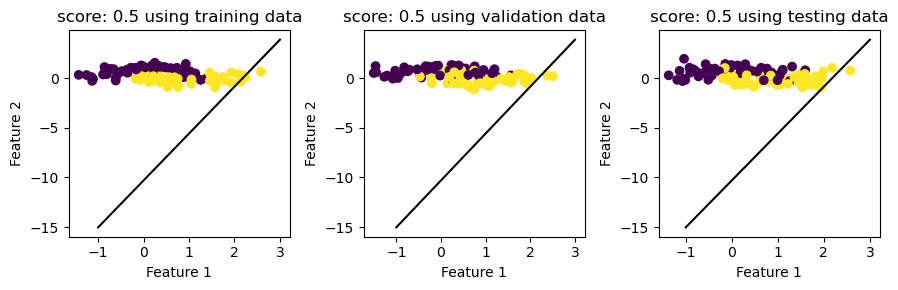 score: 0.5 using training data
0
−5
−10
−15
Feature 2
−1 0 1 2 3
Feature 1
score: 0.5 using validation data
0
−5
−10
−15
Feature 2
−1 0 1 2 3
Feature 1
score: 0.5 using testing data
0
−5
−10
−15
Feature 2
−1 0 1 2 3
Feature 1